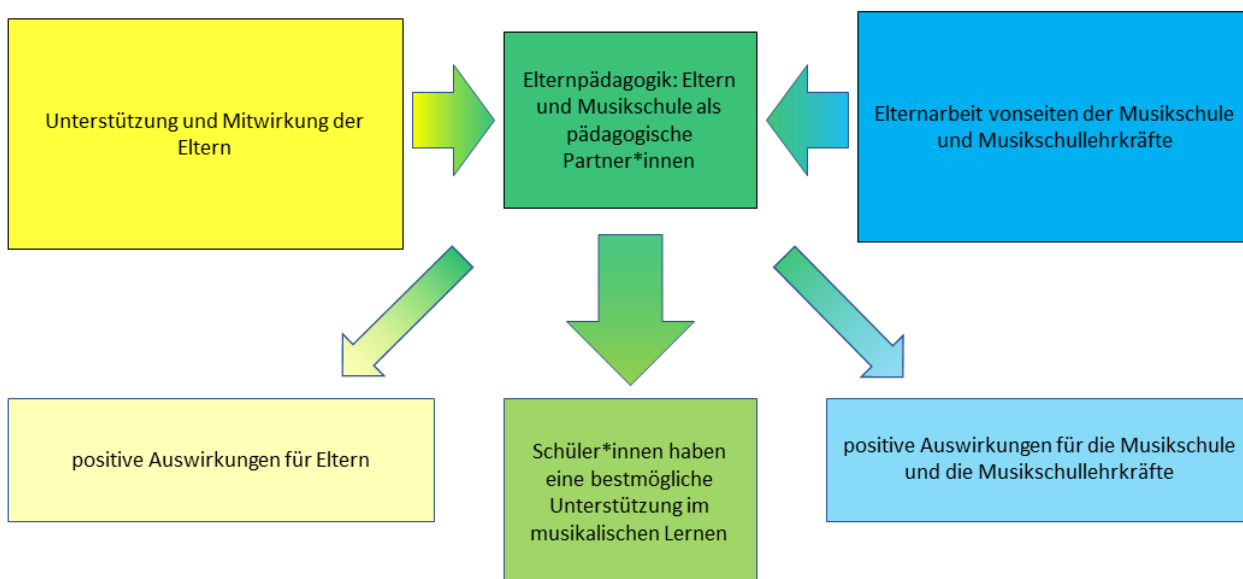 Unterstützung und Mitwirkung der
Eltern
Elternpädagogik: Eltern
und Musikschule als
pädagogische
Partner*innen
Elternarbeit vonseiten der Musikschule
und Musikschullehrkräfte
positive Auswirkungen für Eltern
Schüler*innen haben
eine bestmögliche
Unterstützung im
musikalischen Lernen
positive Auswirkungen für die Musikschule
und die Musikschullehrkräfte